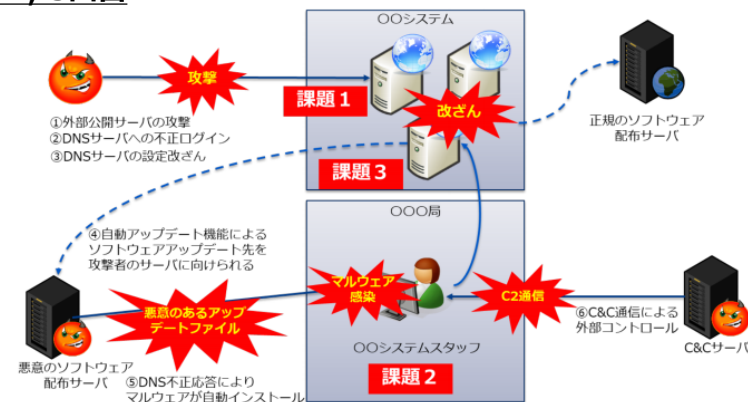 〇〇システム
攻撃
課題1
改ざん
正規のソフトウェア
配布サーバ
①外部公開サーバの攻撃
②DNSサーバへの不正ログイン
③DNSサーバの設定改ざん
課題3
〇〇〇局
④自動アップデート機能による
ソフトウェアアップデート先を
攻撃者のサーバに向けられる
マルウェア
感染
C2通信
悪意のあるアップ
デートファイル
⑥C&C通信による
外部コントロール
C&Cサーバ
〇〇システムスタッフ
悪意のソフトウェア
配布サーバ
⑤DNS不正応答により
マルウェアが自動インストール
課題2